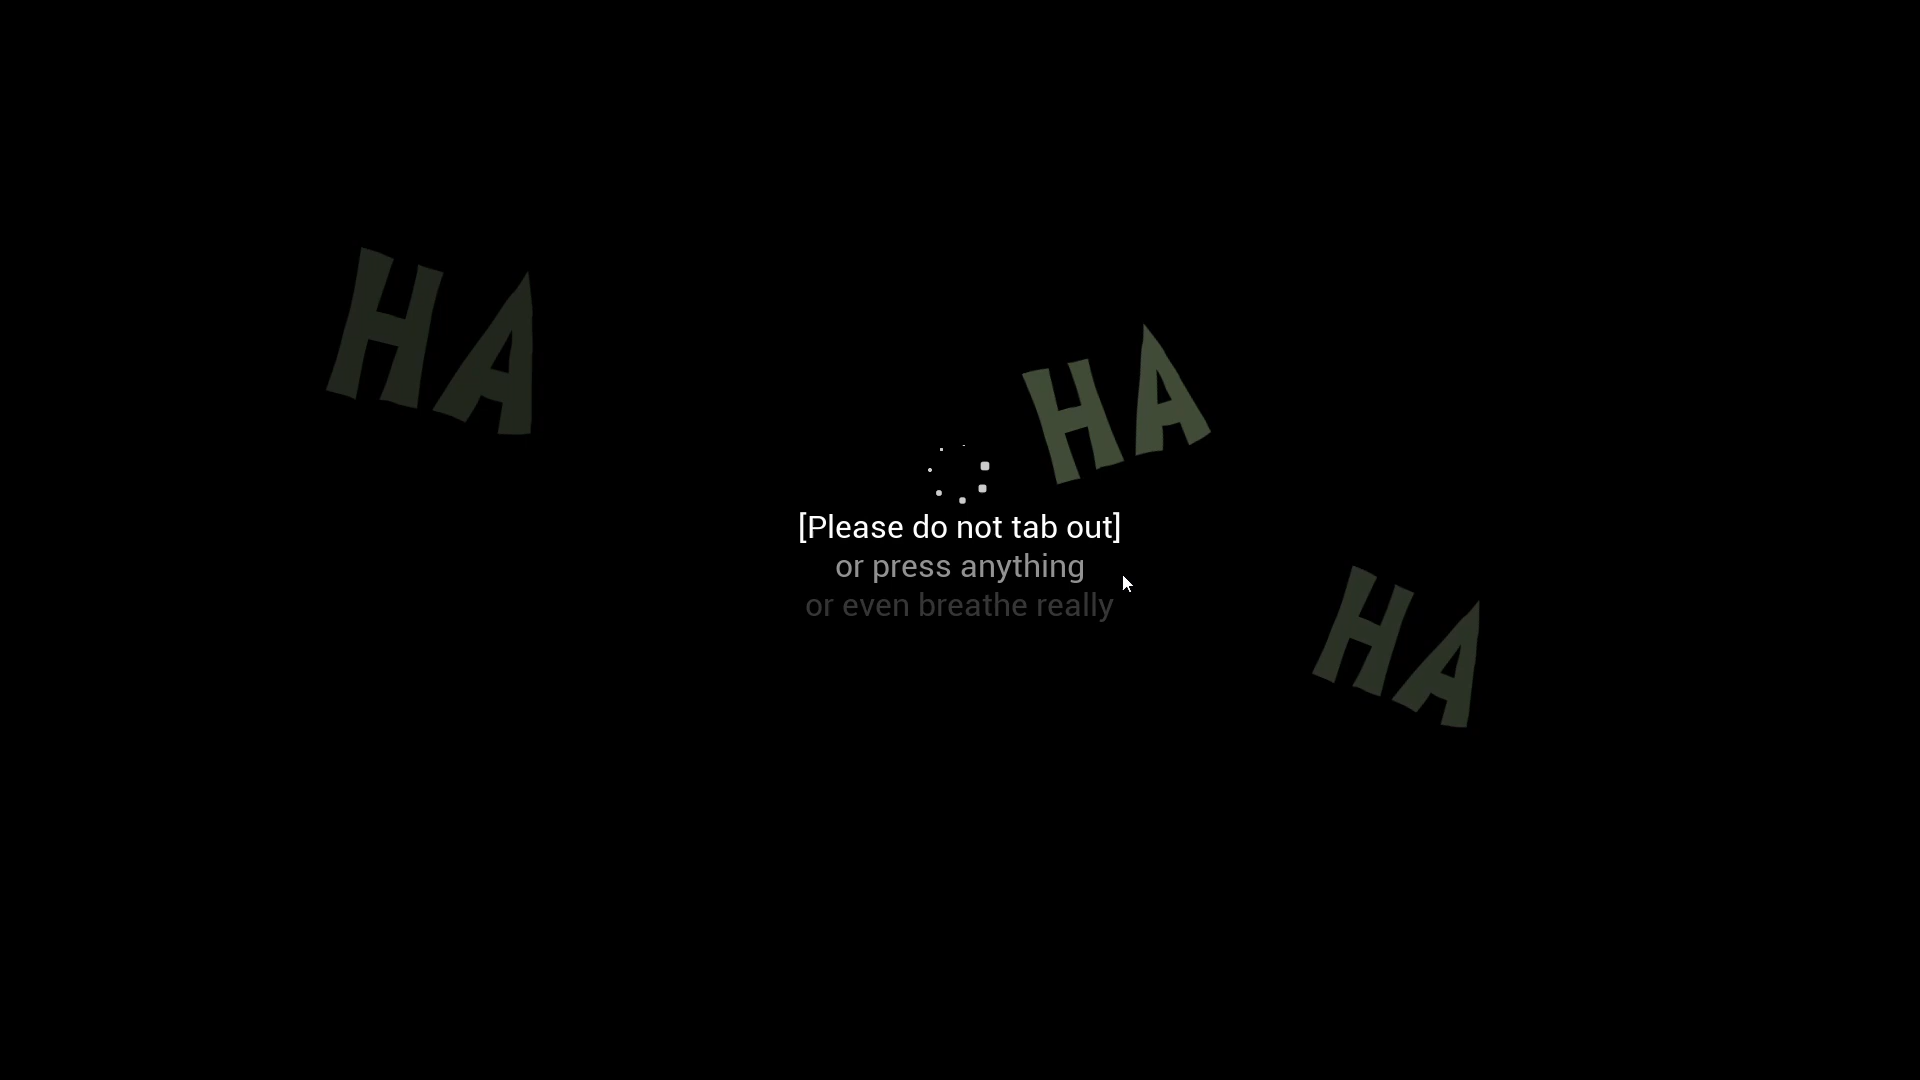 HA
HA
[Please do not tab out]
or press anything
or even breathe really
HA